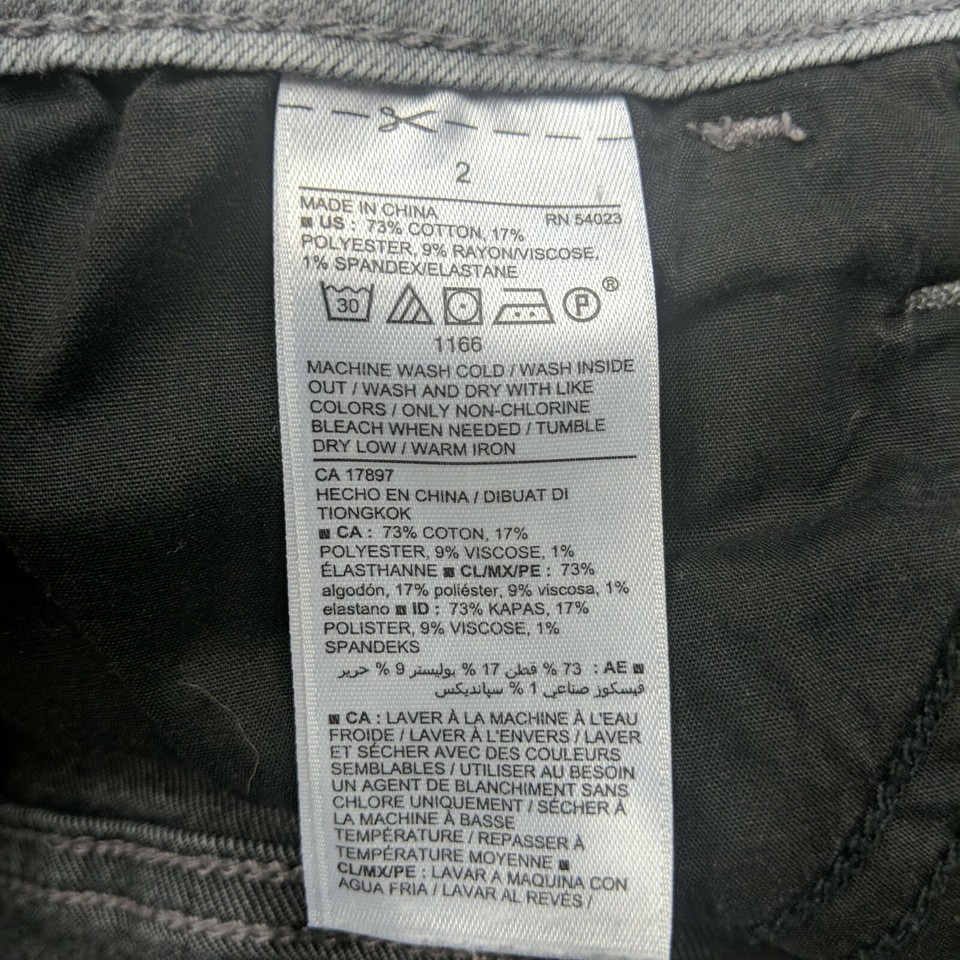 2
MADE IN CHINA RN 54023
US : 73% COTTON, 17%
POLYESTER, 9% RAYON/VISCOSE,
1% SPANDEX/ELASTANE
30 P ®
1166
MACHINE WASH COLD / WASH INSIDE
OUT / WASH AND DRY WITH LIKE
COLORS / ONLY NON-CHLORINE
BLEACH WHEN NEEDED / TUMBLE
DRY LOW / WARM IRON
CA 17897
HECHO EN CHINA / DIBUAT DI
TIONGKOK
CA : 73% COTON, 17%
POLYESTER, 9% VISCOSE, 1%
ÉLASTHANNE CL/MX/PE : 73%
algodón, 17% poliéster, 9% viscosa, 1%
elastano ID : 73% KAPAS, 17%
POLISTER, 9% VISCOSE, 1%
SPANDEKS
AE : 73 % قطن 17 % بوليستر 9 % حرير
فيسكوز صناعي 1 % سپانديكس
CA : LAVER À LA MACHINE À L'EAU
FROIDE / LAVER À L'ENVERS / LAVER
ET SÉCHER AVEC DES COULEURS
SEMBLABLES / UTILISER AU BESOIN
UN AGENT DE BLANCHIMENT SANS
CHLORE UNIQUEMENT / SÉCHER À
LA MACHINE À BASSE
TEMPÉRATURE / REPASSER À
TEMPÉRATURE MOYENNE
CL/MX/PE : LAVAR A MAQUINA CON
AGUA FRIA / LAVAR AL REVÉS /